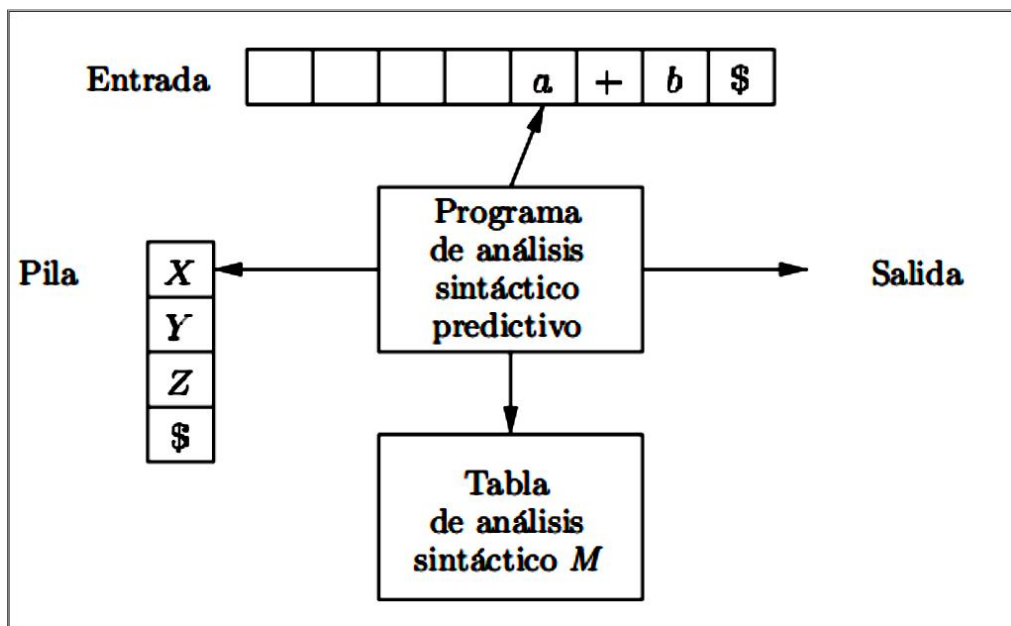 Entrada
a + b $
Programa
de análisis
sintáctico
predictivo
Pila
X
Y
Z
$
Salida
Tabla
de análisis
sintáctico M